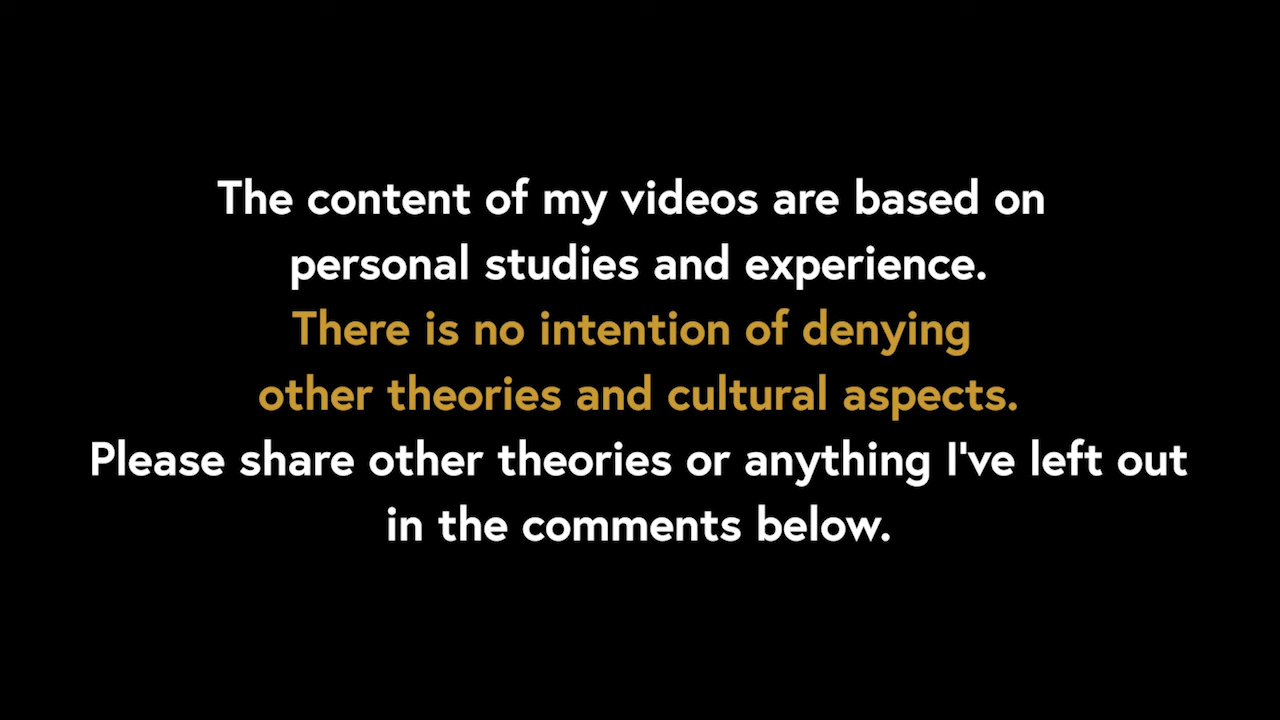 The content of my videos are based on
personal studies and experience.
There is no intention of denying
other theories and cultural aspects.
Please share other theories or anything I've left out
in the comments below.